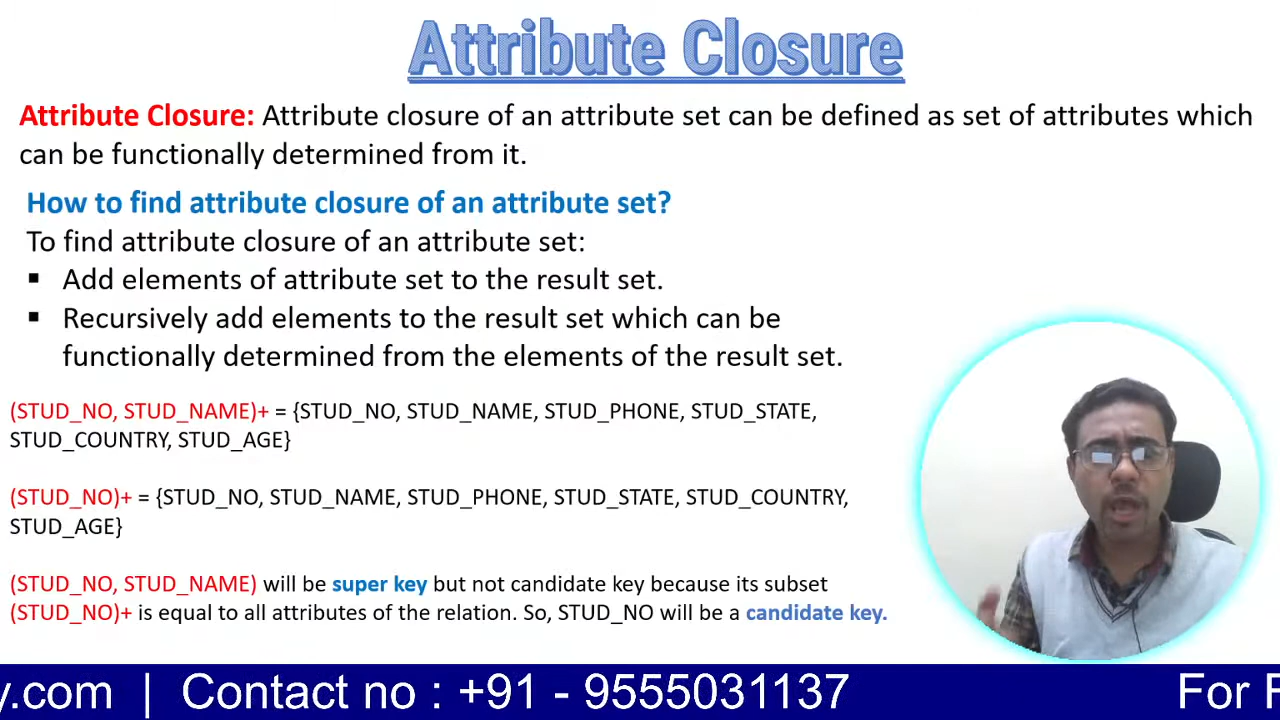 Attribute Closure
Attribute Closure: Attribute closure of an attribute set can be defined as set of attributes which
can be functionally determined from it.
How to find attribute closure of an attribute set?
To find attribute closure of an attribute set:
▪ Add elements of attribute set to the result set.
▪ Recursively add elements to the result set which can be
functionally determined from the elements of the result set.
(STUD_NO, STUD_NAME)+ = {STUD_NO, STUD_NAME, STUD_PHONE, STUD_STATE,
STUD_COUNTRY, STUD_AGE}
(STUD_NO)+ = {STUD_NO, STUD_NAME, STUD_PHONE, STUD_STATE, STUD_COUNTRY,
STUD_AGE}
(STUD_NO, STUD_NAME) will be super key but not candidate key because its subset
(STUD_NO)+ is equal to all attributes of the relation. So, STUD_NO will be a candidate key.
y.com | Contact no : +91 - 9555031137 For